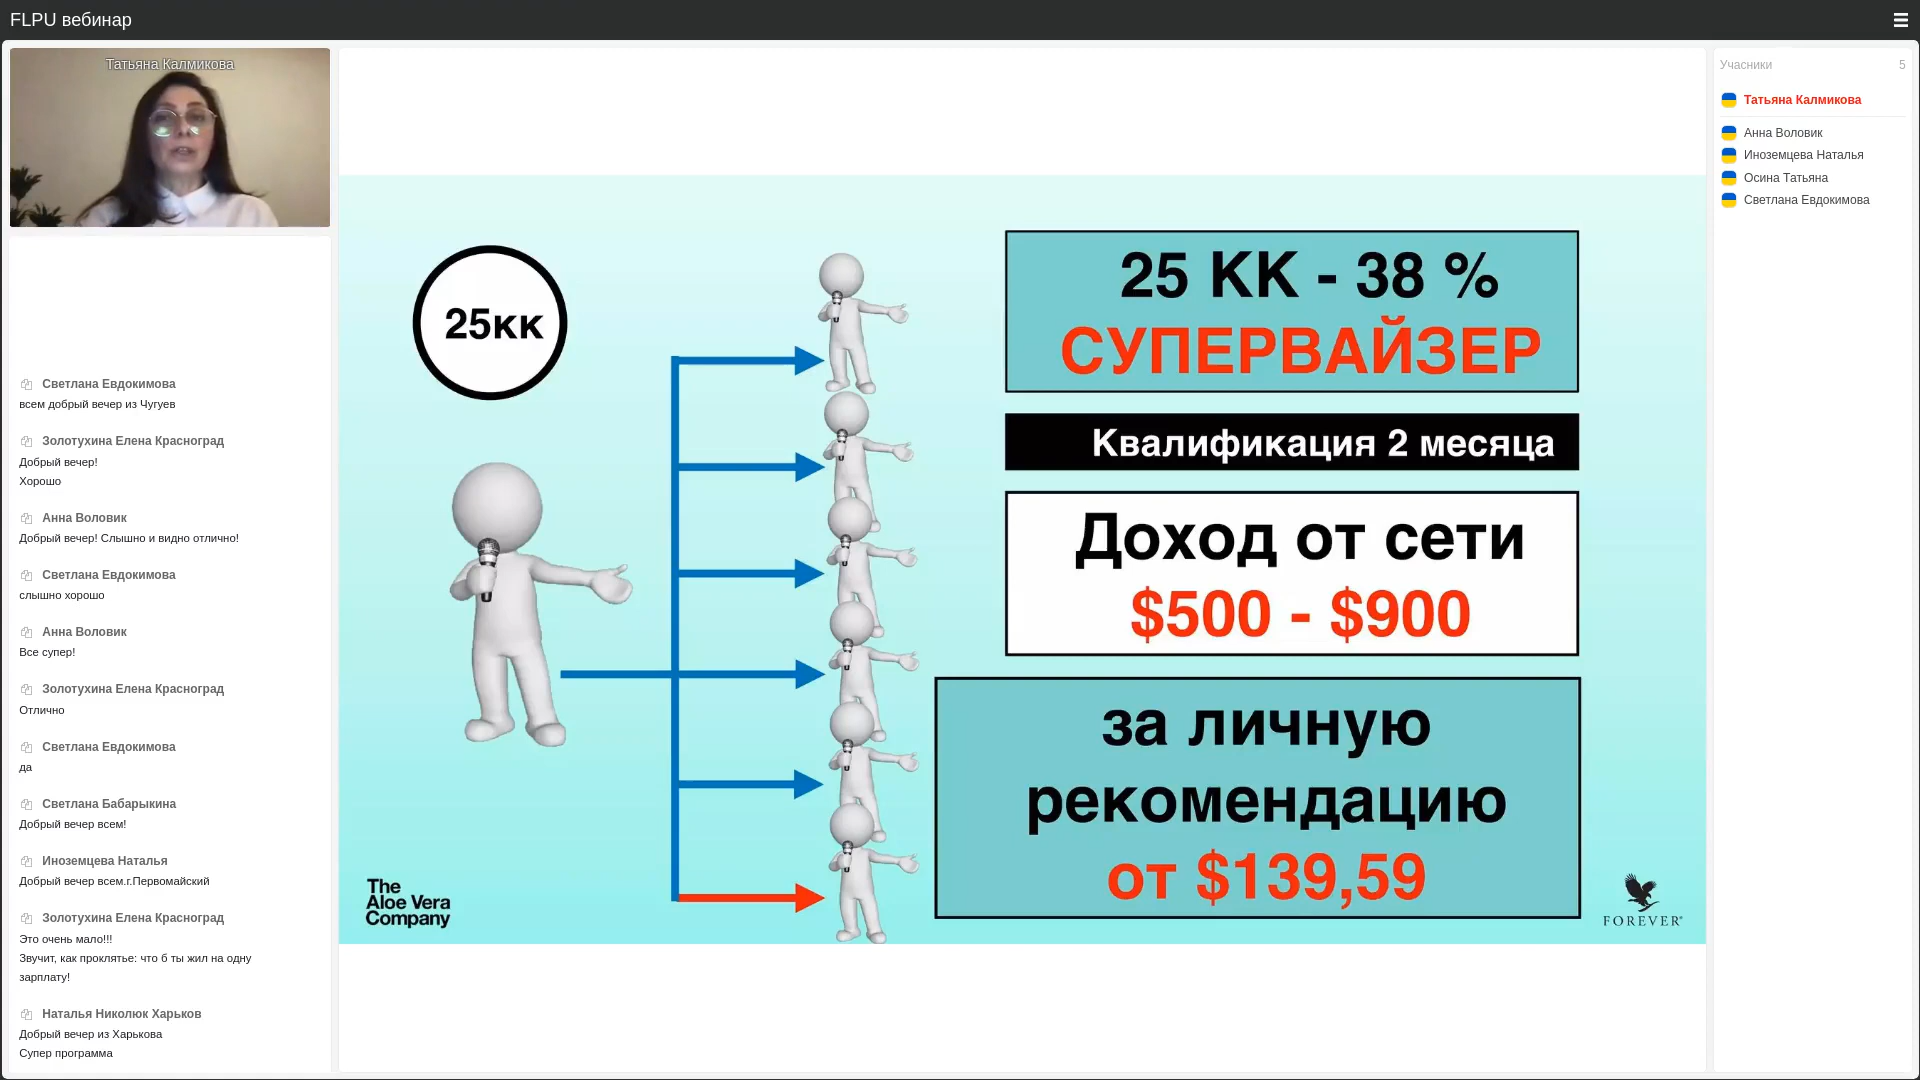 FLPU вебинар
Татьяна Калмикова
Светлана Евдокимова
всем добрый вечер из Чугуев
Золотухина Елена Красноград
Добрый вечер!
Хорошо
Анна Воловик
Добрый вечер! Слышно и видно отлично!
Светлана Евдокимова
слышно хорошо
Анна Воловик
Все супер!
Золотухина Елена Красноград
Отлично
Светлана Евдокимова
да
Светлана Бабарыкина
Добрый вечер всем!
Иноземцева Наталья
Добрый вечер всем.г.Первомайский
Золотухина Елена Красноград
Это очень мало!!!
Звучит, как проклятье: что б ты жил на одну
зарплату!
Наталья Николюк Харьков
Добрый вечер из Харькова
Супер программа
25кк
25 КК - 38 %
СУПЕРВАЙЗЕР
Квалификация 2 месяца
Доход от сети
$500 - $900
за личную
рекомендацию
от $139,59
The
Aloe Vera
Company
FOREVER®
Учасники 5
Татьяна Калмикова
Анна Воловик
Иноземцева Наталья
Осина Татьяна
Светлана Евдокимова